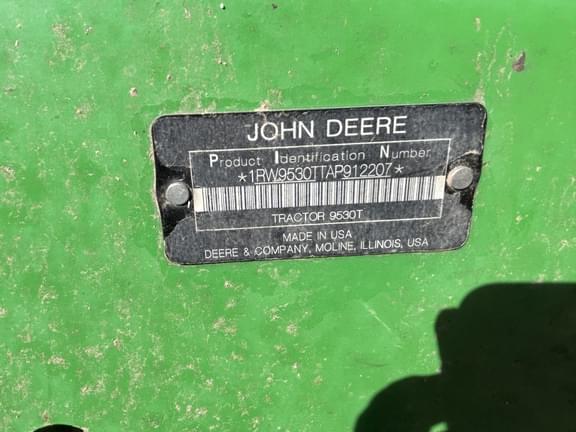 JOHN DEERE
Product Identification Number
*1RW9530TTAP912207*
TRACTOR 9530T
MADE IN USA
DEERE & COMPANY, MOLINE, ILLINOIS, USA